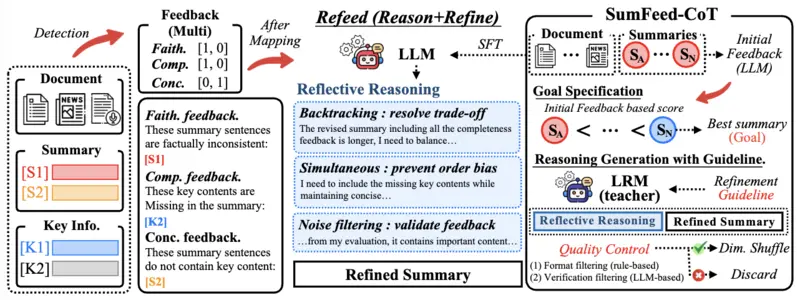 Detection
Document
NEWS
Summary
[S1]
[S2]
Key Info.
[K1]
[K2]
Feedback
(Multi)
Faith. [1, 0]
Comp. [1, 0]
Conc. [0, 1]
After
Mapping
Faith. feedback.
These summary sentences
are factually inconsistent:
[S1]
Comp. feedback.
These key contents are
Missing in the summary:
[K2]
Conc. feedback.
These summary sentences
do not contain key content:
[S2]
Refeed (Reason+Refine)
LLM
SFT
Reflective Reasoning
Backtracking : resolve trade-off
The revised summary including all the completeness
feedback is longer, I need to balance…
Simultaneous : prevent order bias
I need to include the missing key contents while
maintaining concise…
Noise filtering : validate feedback
…from my evaluation, it contains important content…
Refined Summary
SumFeed-CoT
Document
NEWS
Summaries
SA
SN
Initial
Feedback
(LLM)
Goal Specification
Initial Feedback based score
SA < ··· < SN
Best summary
(Goal)
Reasoning Generation with Guideline.
LRM
(teacher)
Refinement
Guideline
Reflective Reasoning
Refined Summary
Quality Control
Dim. Shuffle
(1) Format filtering (rule-based)
(2) Verification filtering (LLM-based)
Discard